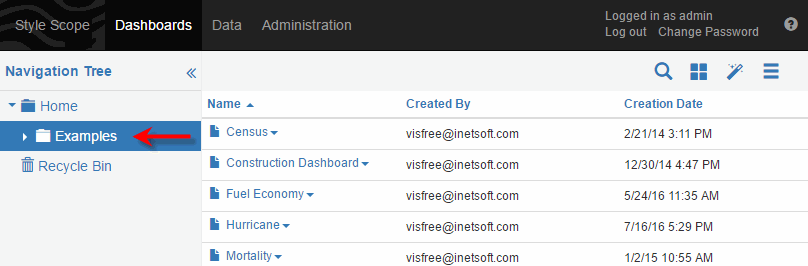 Style Scope Dashboards Data Administration
Logged in as admin
Log out Change Password
?
Navigation Tree «
Home
Examples
Recycle Bin
Name Created By Creation Date
Census visfree@inetsoft.com 2/21/14 3:11 PM
Construction Dashboard visfree@inetsoft.com 12/30/14 4:47 PM
Fuel Economy visfree@inetsoft.com 5/24/16 11:35 AM
Hurricane visfree@inetsoft.com 7/16/16 5:29 PM
Mortality visfree@inetsoft.com 1/2/15 10:55 AM